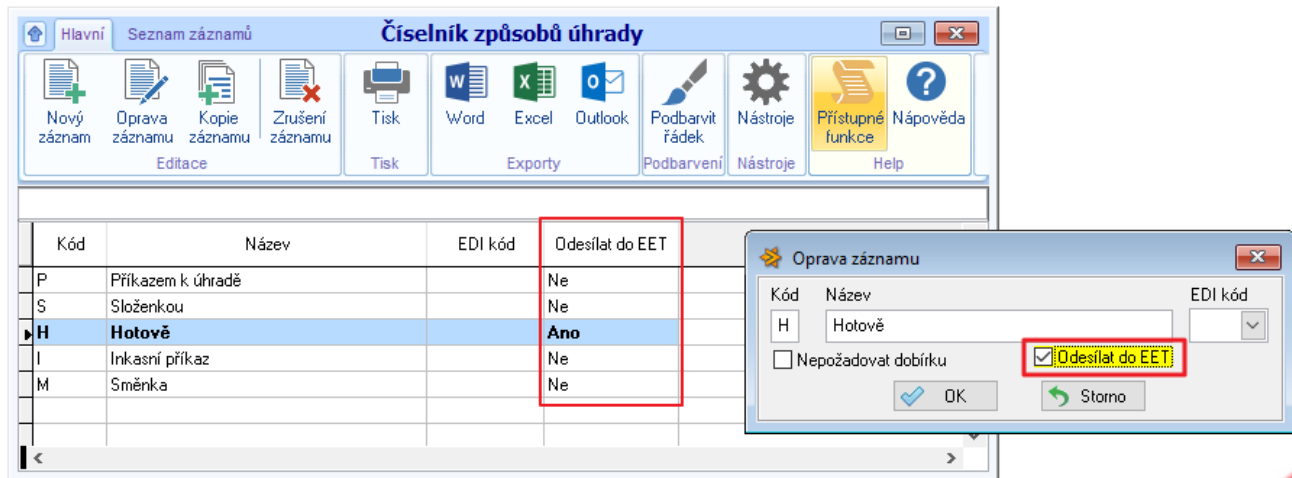 Hlavní Seznam záznamů Číselník způsobů úhrady
Nový záznam
Oprava záznamu
Kopie záznamu
Zrušení záznamu
Tisk
Word
Excel
Outlook
Podbarvit řádek
Nástroje
Přístupné funkce
Nápověda
Editace Tisk Exporty Podbarvení Nástroje Help
Kód Název EDI kód Odesílat do EET
P Příkazem k úhradě Ne
S Složenkou Ne
H Hotově Ano
I Inkasní příkaz Ne
M Směnka Ne
Oprava záznamu
Kód Název EDI kód
H Hotově
Nepožadovat dobírku Odesílat do EET
OK Storno